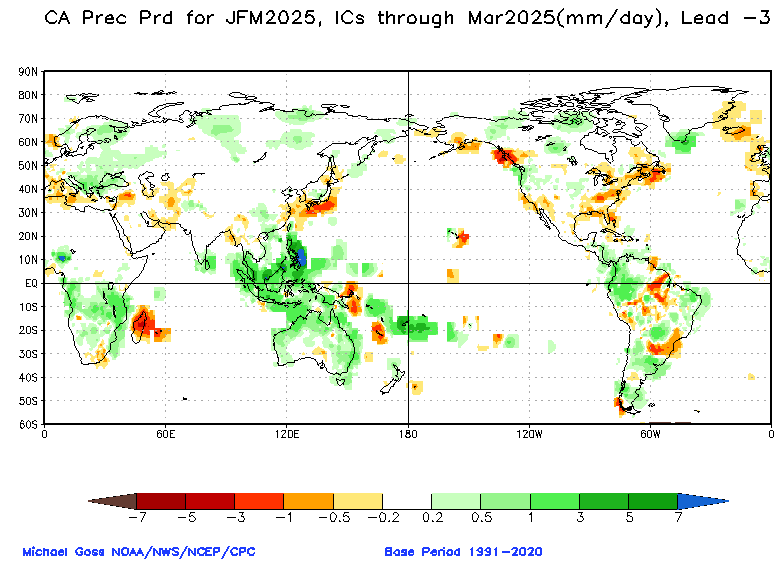 CA Prec Prd for JFM2025, ICs through Mar2025(mm/day), Lead −3
90N
80N
70N
60N
50N
40N
30N
20N
10N
EQ
10S
20S
30S
40S
50S
60S
0 60E 120E 180 120W 60W 0
−7 −5 −3 −1 −0.5 −0.2 0.2 0.5 1 3 5 7
Michael Goss NOAA/NWS/NCEP/CPC Base Period 1991−2020